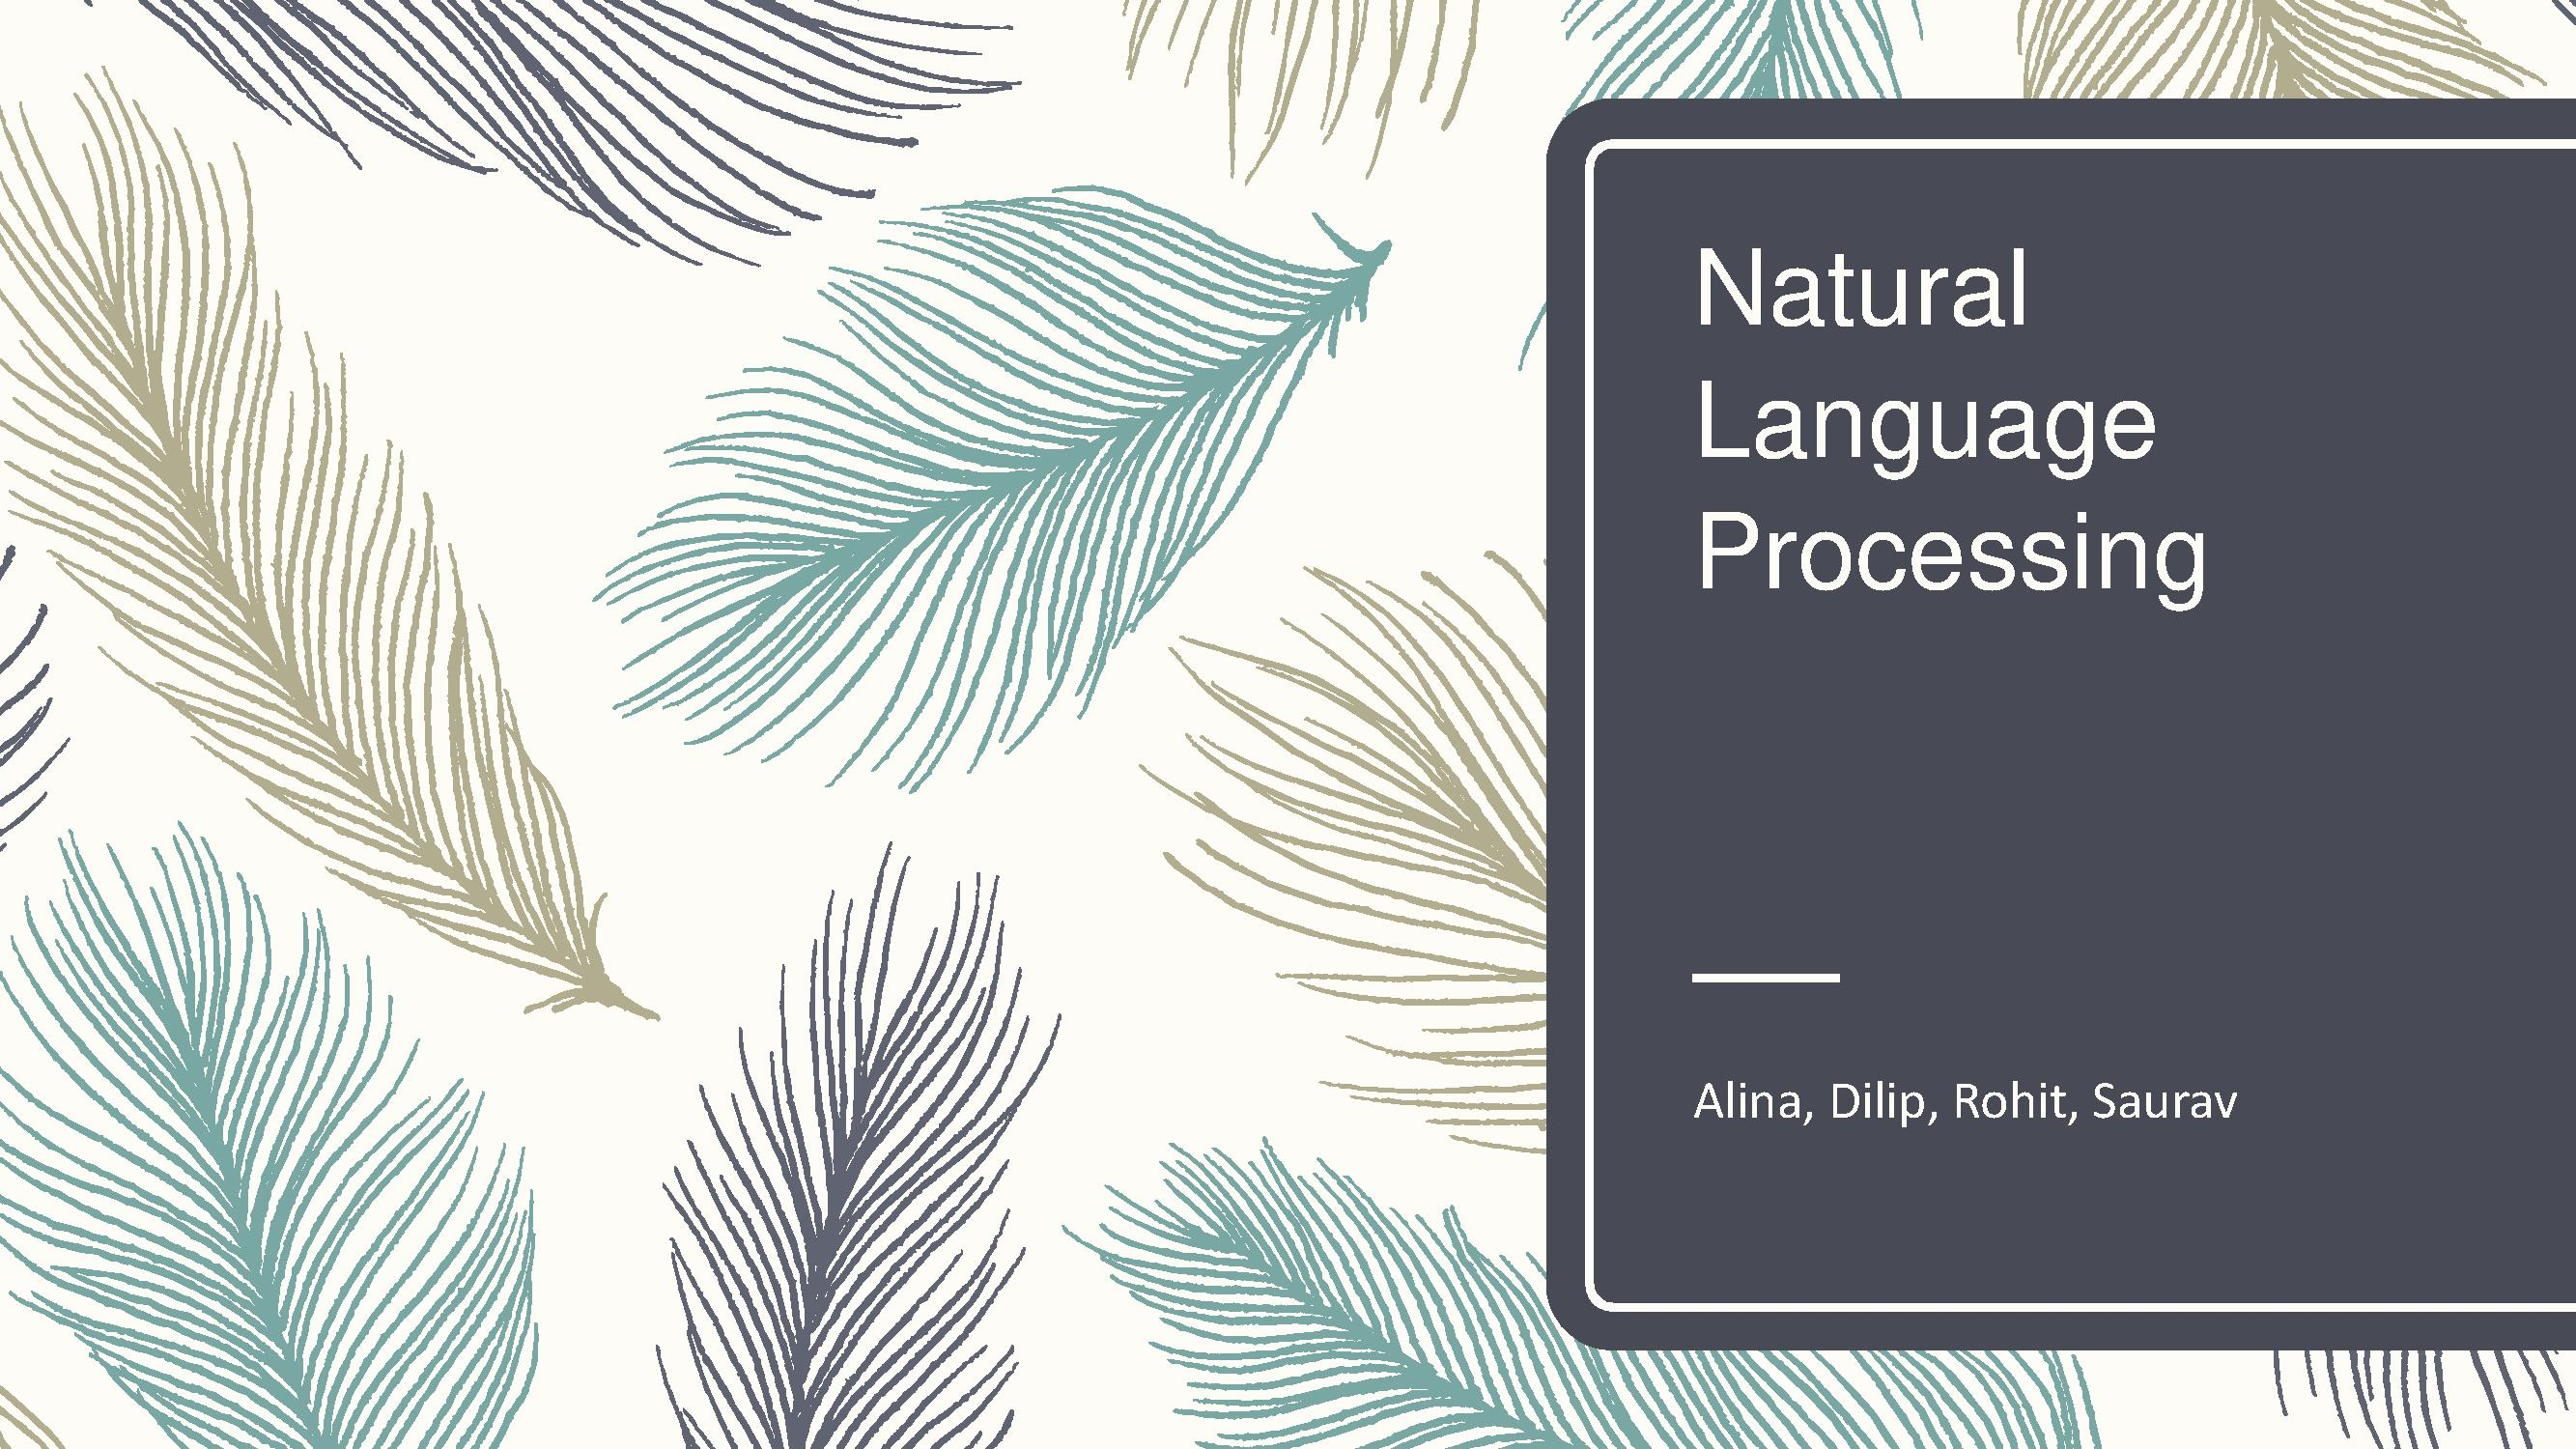 Natural
Language
Processing
Alina, Dilip, Rohit, Saurav